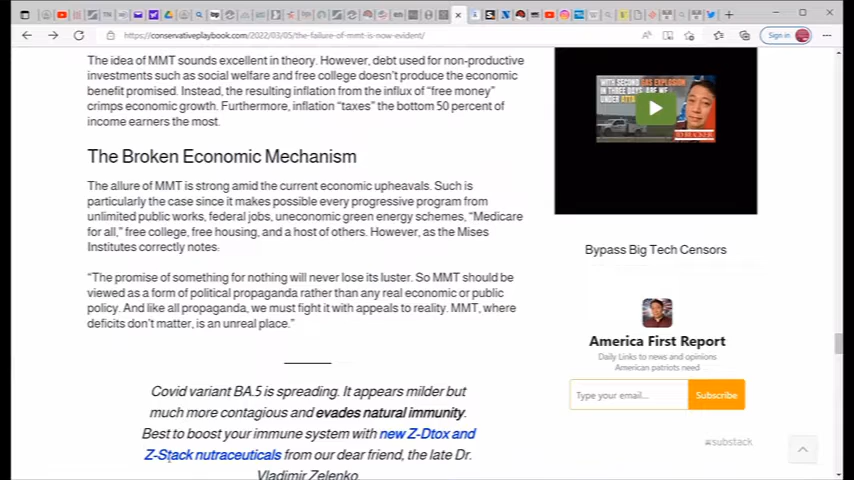 https://conservativeplaybook.com/2022/03/05/the-failure-of-mmt-is-now-evident/
Sign in
The idea of MMT sounds excellent in theory. However, debt used for non-productive
investments such as social welfare and free college doesn't produce the economic
benefit promised. Instead, the resulting inflation from the influx of “free money”
crimps economic growth. Furthermore, inflation “taxes” the bottom 50 percent of
income earners the most.
The Broken Economic Mechanism
The allure of MMT is strong amid the current economic upheavals. Such is
particularly the case since it makes possible every progressive program from
unlimited public works, federal jobs, uneconomic green energy schemes, “Medicare
for all,” free college, free housing, and a host of others. However, as the Mises
Institutes correctly notes:
“The promise of something for nothing will never lose its luster. So MMT should be
viewed as a form of political propaganda rather than any real economic or public
policy. And like all propaganda, we must fight it with appeals to reality. MMT, where
deficits don't matter, is an unreal place.”
Covid variant BA.5 is spreading. It appears milder but
much more contagious and evades natural immunity.
Best to boost your immune system with new Z-Dtox and
Z-Stack nutraceuticals from our dear friend, the late Dr.
Vladimir Zelenko.
WITH SECOND GAS EXPLOSION
IN THREE DAYS, ARE WE
UNDER ATTA
Bypass Big Tech Censors
America First Report
Daily Links to news and opinions
American patriots need
Type your email...
Subscribe
substack